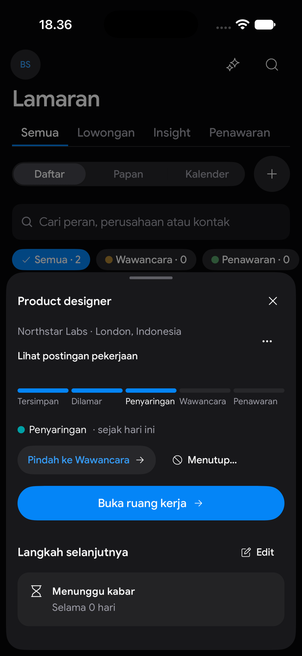 18.36
BS
Lamaran
Semua Lowongan Insight Penawaran
Daftar Papan Kalender
Cari peran, perusahaan atau kontak
Semua · 2 Wawancara · 0 Penawaran · 0
Product designer
Northstar Labs · London, Indonesia
Lihat postingan pekerjaan
Tersimpan Dilamar Penyaringan Wawancara Penawaran
Penyaringan · sejak hari ini
Pindah ke Wawancara → Menutup...
Buka ruang kerja →
Langkah selanjutnya Edit
Menunggu kabar
Selama 0 hari